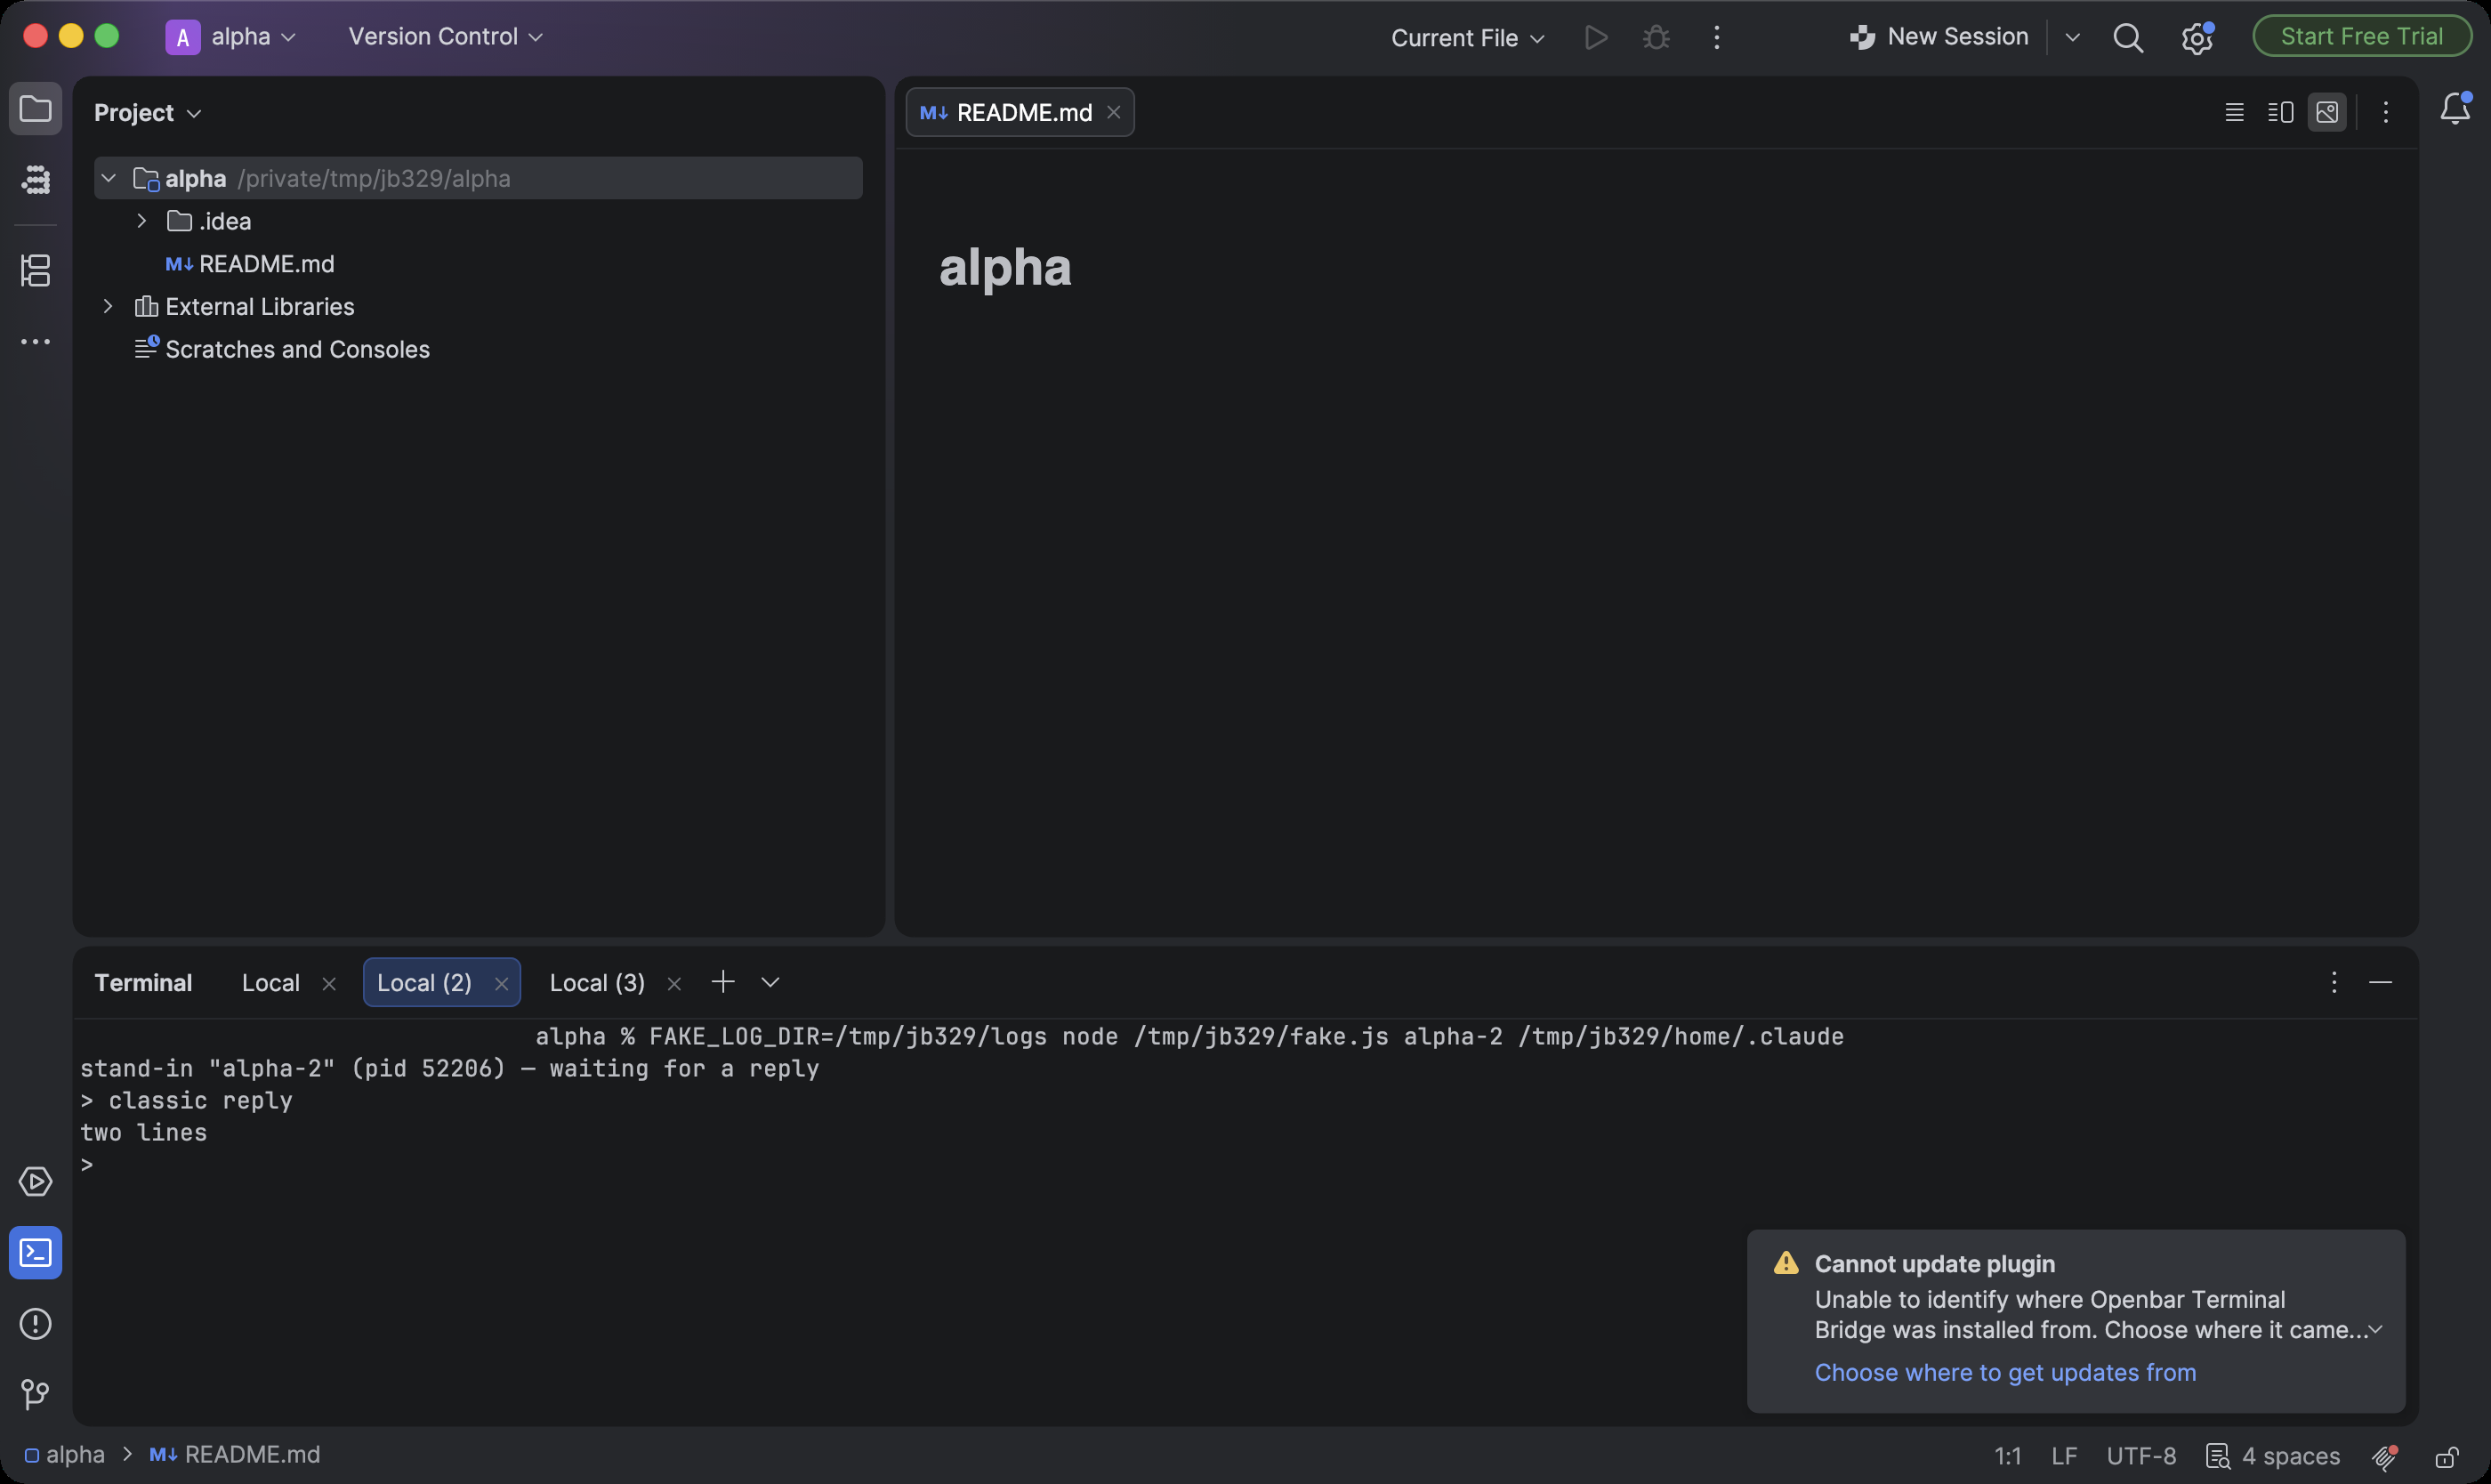 A alpha Version Control Current File New Session Start Free Trial
Project
README.md
alpha /private/tmp/jb329/alpha
.idea
README.md
External Libraries
Scratches and Consoles
alpha
Terminal Local Local (2) Local (3)
alpha % FAKE_LOG_DIR=/tmp/jb329/logs node /tmp/jb329/fake.js alpha-2 /tmp/jb329/home/.claude
stand-in "alpha-2" (pid 52206) — waiting for a reply
> classic reply
two lines
>
Cannot update plugin
Unable to identify where Openbar Terminal
Bridge was installed from. Choose where it came...
Choose where to get updates from
alpha > M↓ README.md 1:1 LF UTF-8 4 spaces